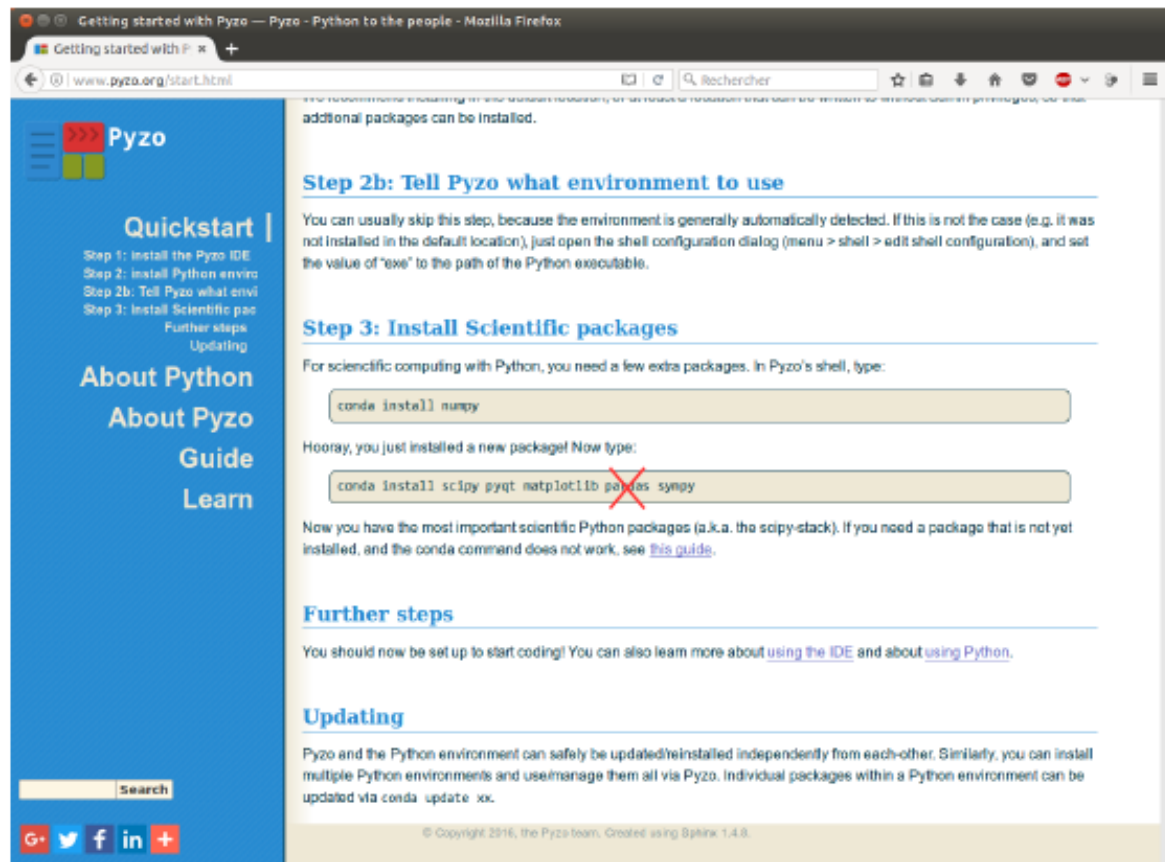 Getting started with Pyzo — Pyzo - Python to the people - Mozilla Firefox
Getting started with P
www.pyzo.org/start.html
Rechercher
Pyzo
Quickstart
Step 1: install the Pyzo IDE
Step 2: install Python enviro
Step 2b: Tell Pyzo what envi
Step 3: Install Scientific pac
Further steps
Updating
About Python
About Pyzo
Guide
Learn
Search
addtional packages can be installed.
Step 2b: Tell Pyzo what environment to use
You can usually skip this step, because the environment is generally automatically detected. If this is not the case (e.g. it was
not installed in the default location), just open the shell configuration dialog (menu > shell > edit shell configuration), and set
the value of "exe" to the path of the Python executable.
Step 3: Install Scientific packages
For scienctific computing with Python, you need a few extra packages. In Pyzo's shell, type:
conda install numpy
Hooray, you just installed a new package! Now type:
conda install scipy pyqt matplotlib pandas sympy
Now you have the most important scientific Python packages (a.k.a. the scipy-stack). If you need a package that is not yet
installed, and the conda command does not work, see this guide.
Further steps
You should now be set up to start coding! You can also learn more about using the IDE and about using Python.
Updating
Pyzo and the Python environment can safely be updated/reinstalled independently from each-other. Similarly, you can install
multiple Python environments and use/manage them all via Pyzo. Individual packages within a Python environment can be
updated via conda update xx.
© Copyright 2016, the Pyzo team. Created using Sphinx 1.4.8.